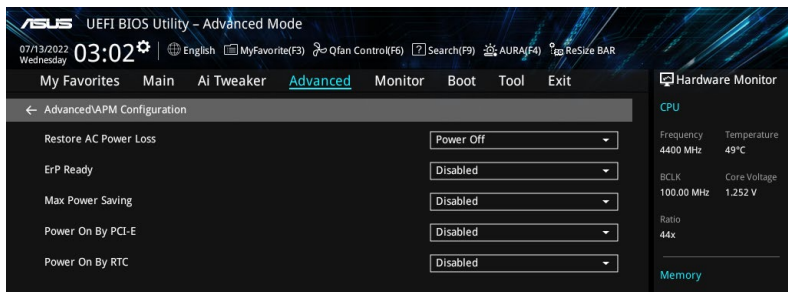 ASUS UEFI BIOS Utility – Advanced Mode
07/13/2022 Wednesday 03:02 English MyFavorite(F3) Qfan Control(F6) ? Search(F9) AURA(F4) ReSize BAR
My Favorites Main Ai Tweaker Advanced Monitor Boot Tool Exit
← Advanced\APM Configuration
Restore AC Power Loss Power Off
ErP Ready Disabled
Max Power Saving Disabled
Power On By PCI-E Disabled
Power On By RTC Disabled
Hardware Monitor
CPU
Frequency Temperature
4400 MHz 49°C
BCLK Core Voltage
100.00 MHz 1.252 V
Ratio
44x
Memory